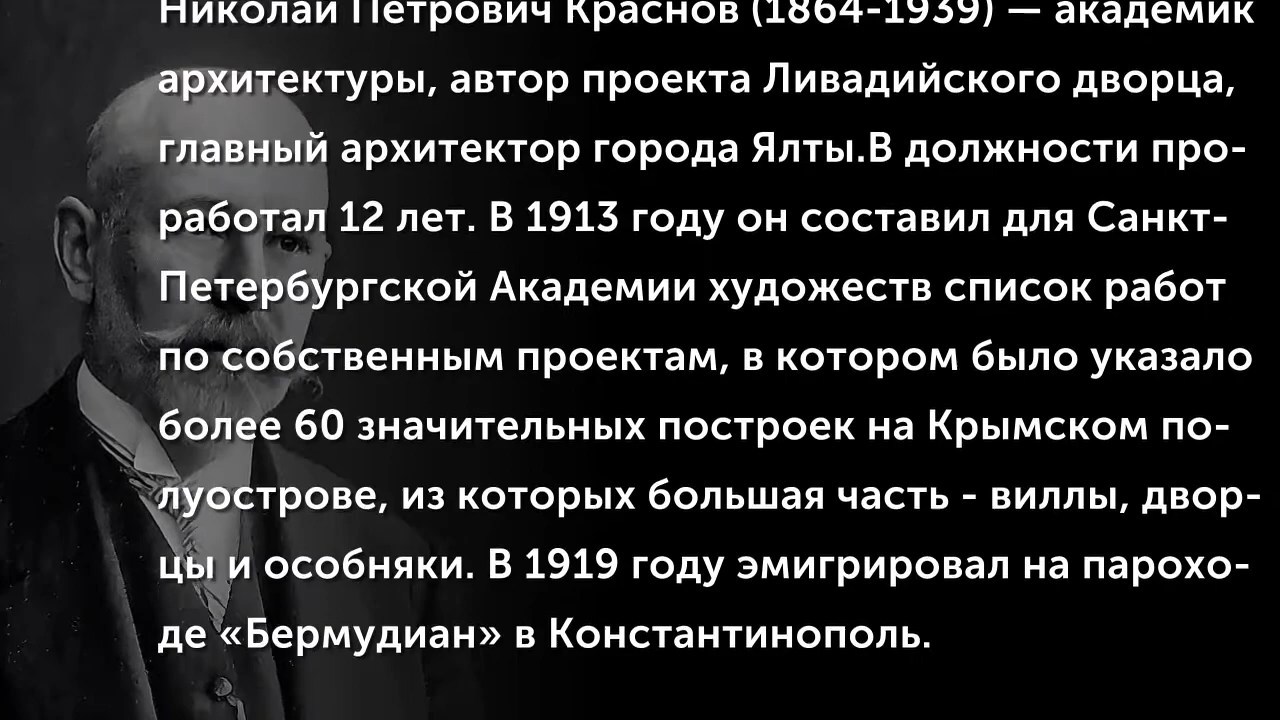 Николай Петрович Краснов (1864-1939) — академик
архитектуры, автор проекта Ливадийского дворца,
главный архитектор города Ялты.В должности про-
работал 12 лет. В 1913 году он составил для Санкт-
Петербургской Академии художеств список работ
по собственным проектам, в котором было указало
более 60 значительных построек на Крымском по-
луострове, из которых большая часть - виллы, двор-
цы и особняки. В 1919 году эмигрировал на парохо-
де «Бермудиан» в Константинополь.